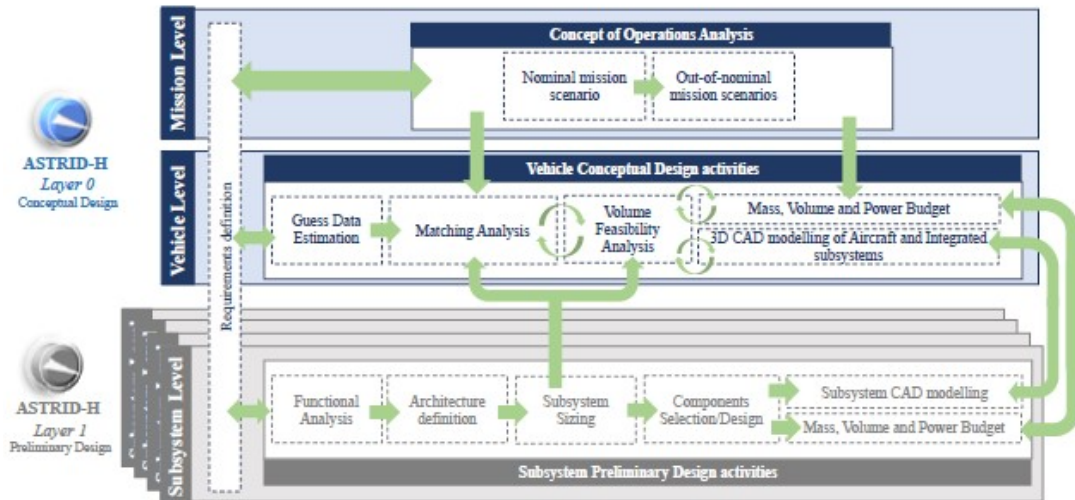 Mission Level
Concept of Operations Analysis
Nominal mission
scenario
Out-of-nominal
mission scenarios
ASTRID-H
Layer 0
Conceptual Design
Requirements definition
Vehicle Level
Vehicle Conceptual Design activities
Guess Data
Estimation
Matching Analysis
Volume
Feasibility
Analysis
Mass, Volume and Power Budget
3D CAD modelling of Aircraft and Integrated
subsystems
ASTRID-H
Layer 1
Preliminary Design
Subsystem Level
Functional
Analysis
Architecture
definition
Subsystem
Sizing
Components
Selection/Design
Subsystem CAD modelling
Mass, Volume and Power Budget
Subsystem Preliminary Design activities